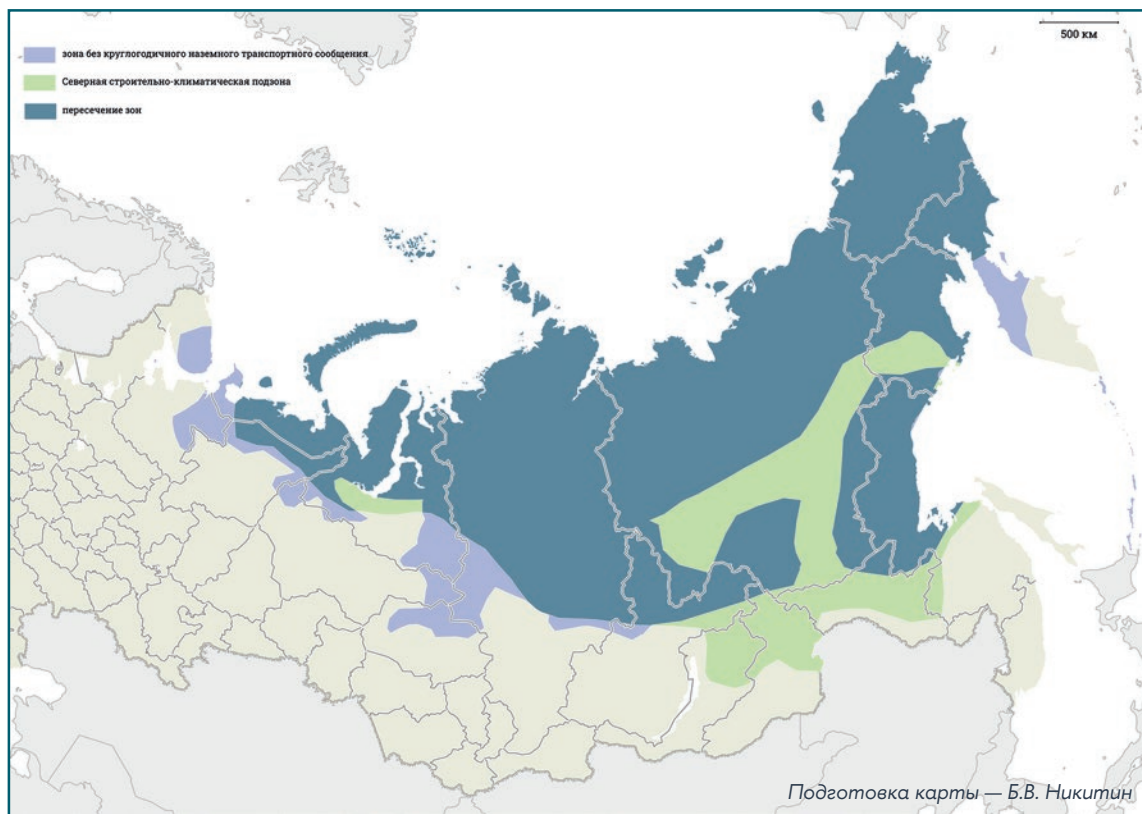 500 км
зона без круглогодичного наземного транспортного сообщения
Северная строительно-климатическая подзона
пересечение зон
Подготовка карты — Б.В. Никитин